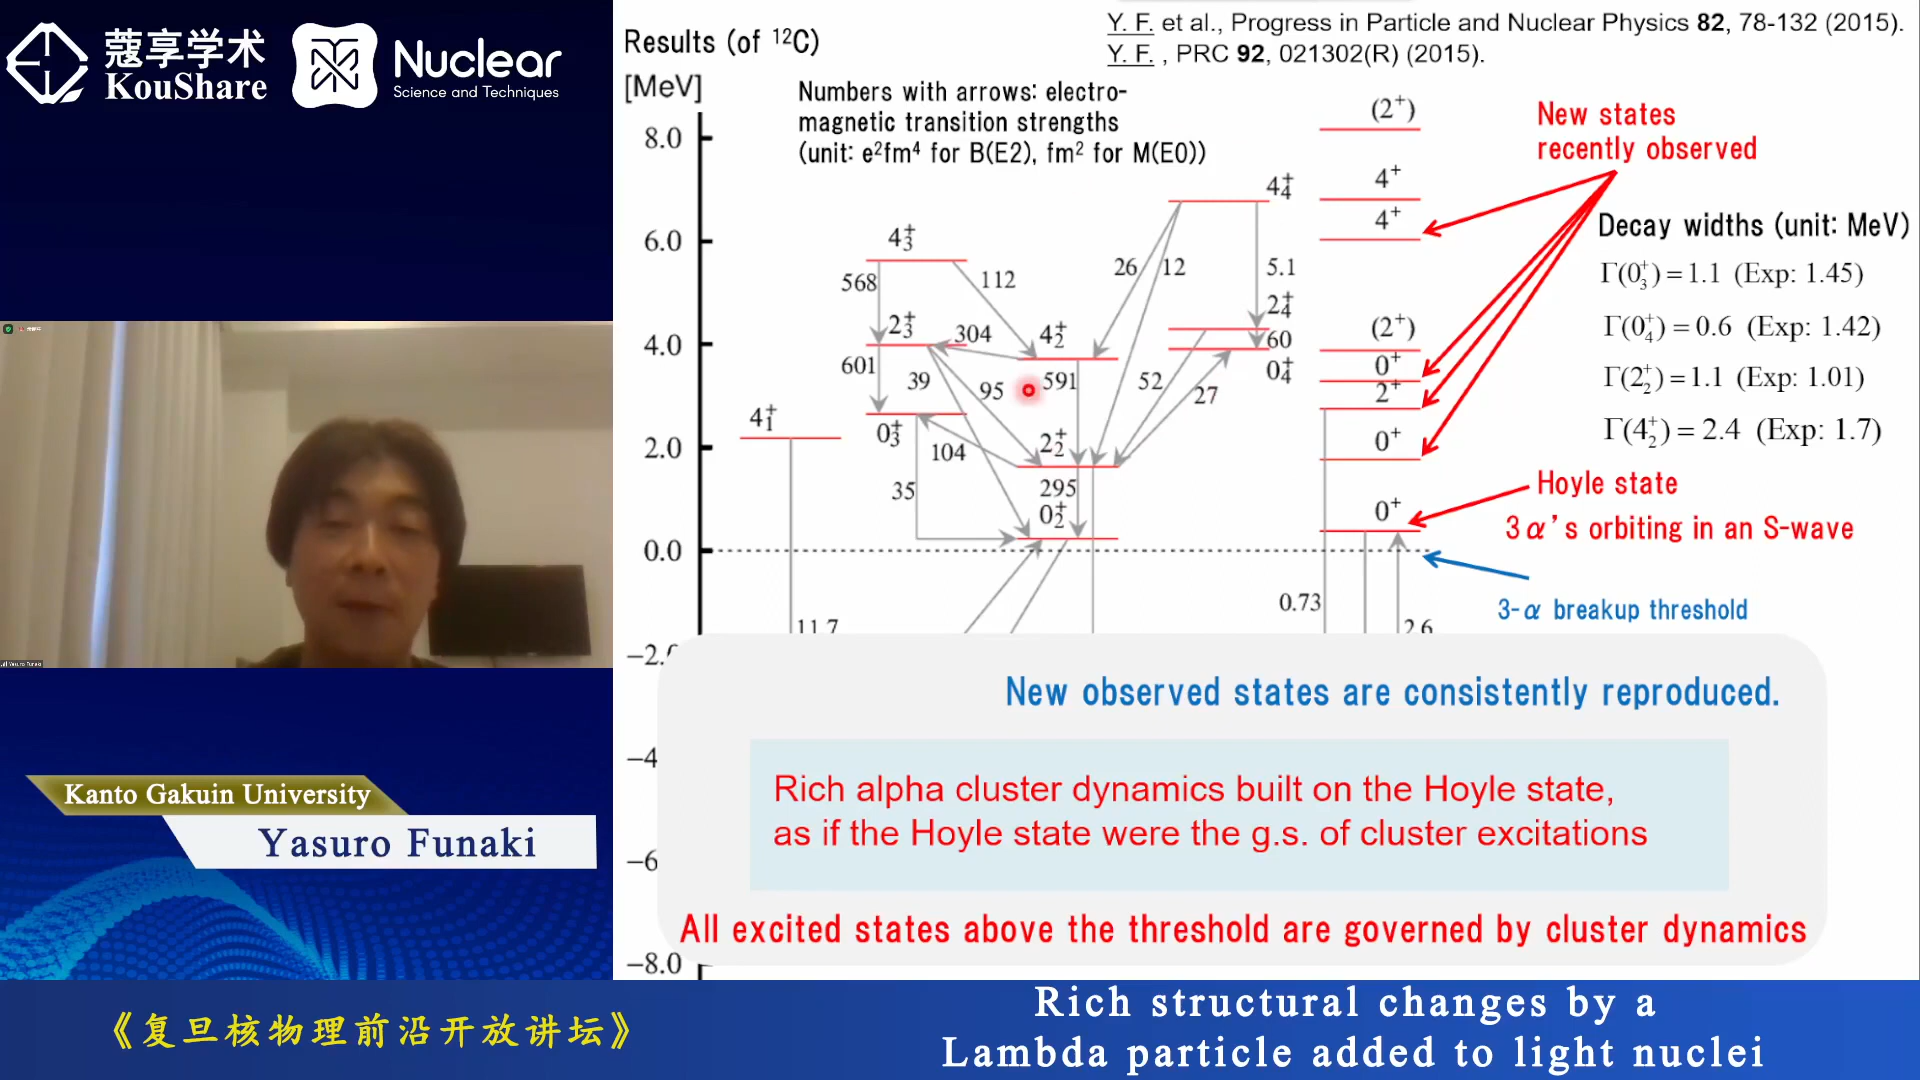 蔻享学术
KouShare
Nuclear
Science and Techniques
Yasuro Funaki
Kanto Gakuin University
Yasuro Funaki
Results (of ¹²C)
[MeV]
Y. F. et al., Progress in Particle and Nuclear Physics 82, 78-132 (2015).
Y. F. , PRC 92, 021302(R) (2015).
Numbers with arrows: electro-
magnetic transition strengths
(unit: e²fm⁴ for B(E2), fm² for M(E0))
8.0
6.0
4.0
2.0
0.0
−2.0
−4
−6
−8.0
4₁⁺
11.7
4₃⁺
568
112
2₃⁺
304
601
39
95
0₃⁺
104
35
4₂⁺
591
2₂⁺
295
0₂⁺
4₄⁺
26
12
5.1
2₄⁺
60
0₄⁺
52
27
(2⁺)
4⁺
4⁺
(2⁺)
0⁺
2⁺
0⁺
0⁺
0.73
2.6
New states
recently observed
Decay widths (unit: MeV)
Γ(0₃⁺) = 1.1 (Exp: 1.45)
Γ(0₄⁺) = 0.6 (Exp: 1.42)
Γ(2₂⁺) = 1.1 (Exp: 1.01)
Γ(4₂⁺) = 2.4 (Exp: 1.7)
Hoyle state
3α's orbiting in an S-wave
3-α breakup threshold
New observed states are consistently reproduced.
Rich alpha cluster dynamics built on the Hoyle state,
as if the Hoyle state were the g.s. of cluster excitations
All excited states above the threshold are governed by cluster dynamics
《复旦核物理前沿开放讲坛》
Rich structural changes by a
Lambda particle added to light nuclei